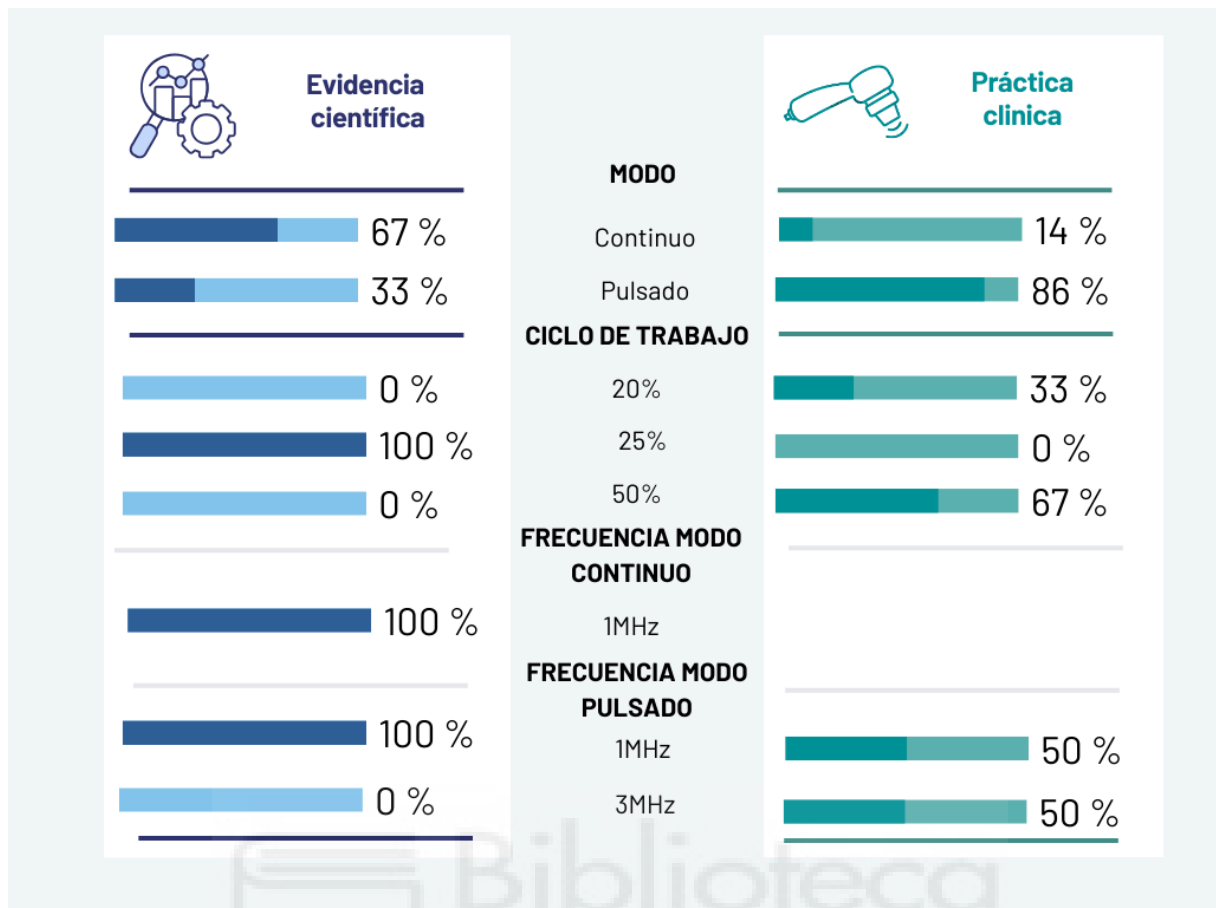 Evidencia
científica
Práctica
clinica
MODO
67 %
Continuo
14 %
33 %
Pulsado
86 %
CICLO DE TRABAJO
0 %
20%
33 %
100 %
25%
0 %
0 %
50%
67 %
FRECUENCIA MODO
CONTINUO
100 %
1MHz
FRECUENCIA MODO
PULSADO
100 %
1MHz
50 %
0 %
3MHz
50 %
Biblioteca